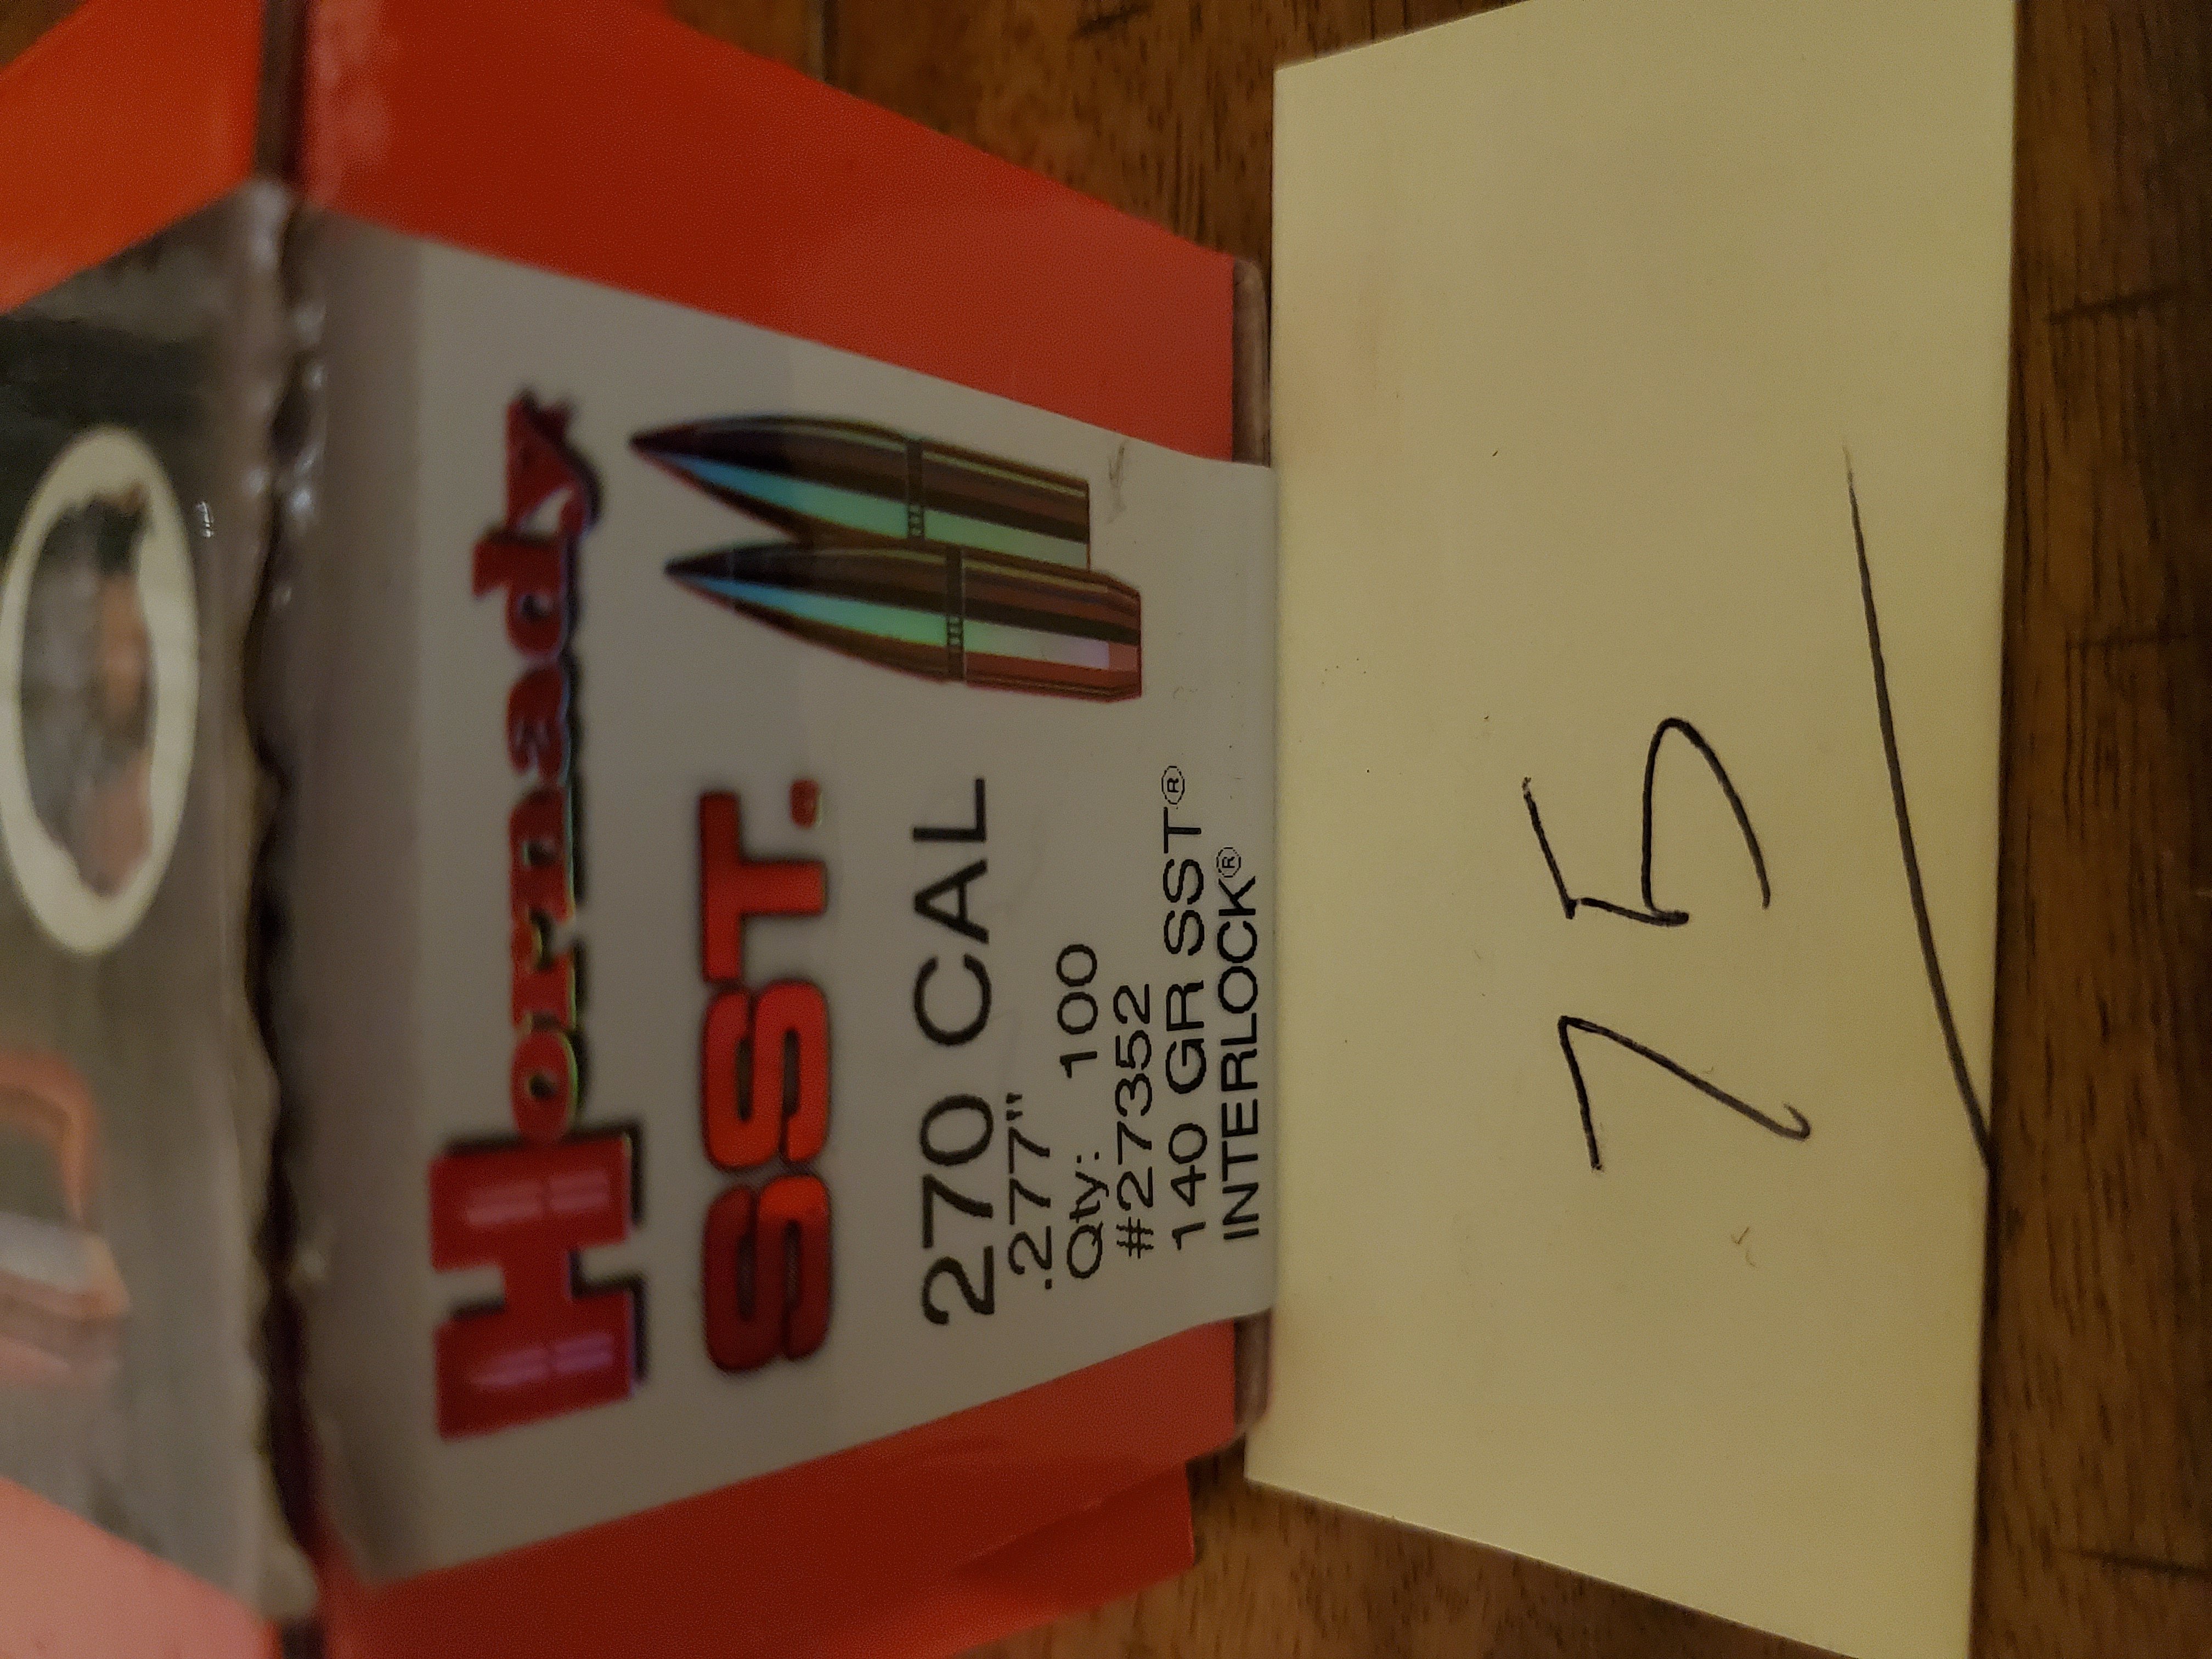 Hornady
SST.
270 CAL
.277"
Qty: 100
#27352
140 GR SST®
INTERLOCK®
75